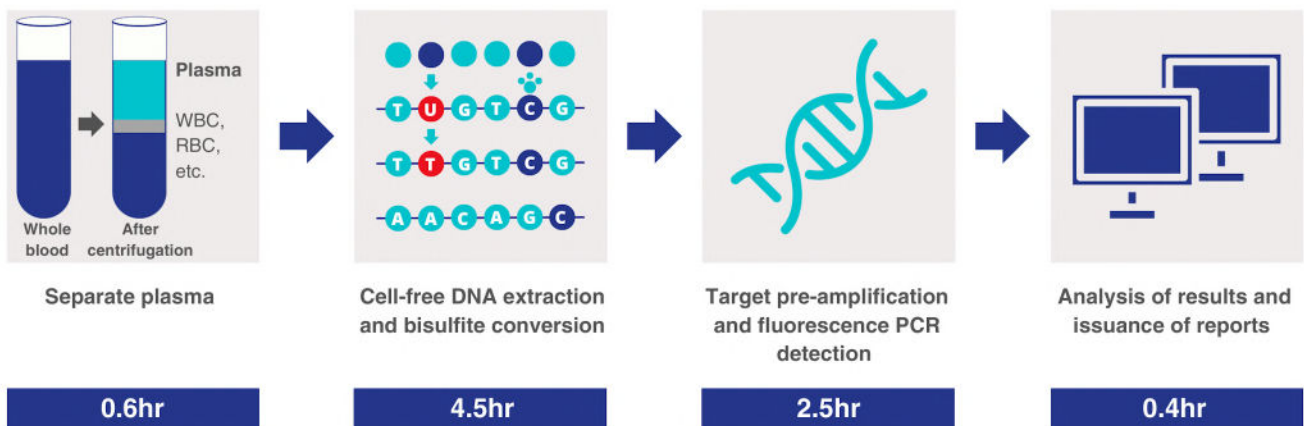 Plasma
WBC,
RBC,
etc.
Whole
blood
After
centrifugation
T U G T C G
T T G T C G
A A C A G C
Separate plasma
Cell-free DNA extraction
and bisulfite conversion
Target pre-amplification
and fluorescence PCR
detection
Analysis of results and
issuance of reports
0.6hr
4.5hr
2.5hr
0.4hr